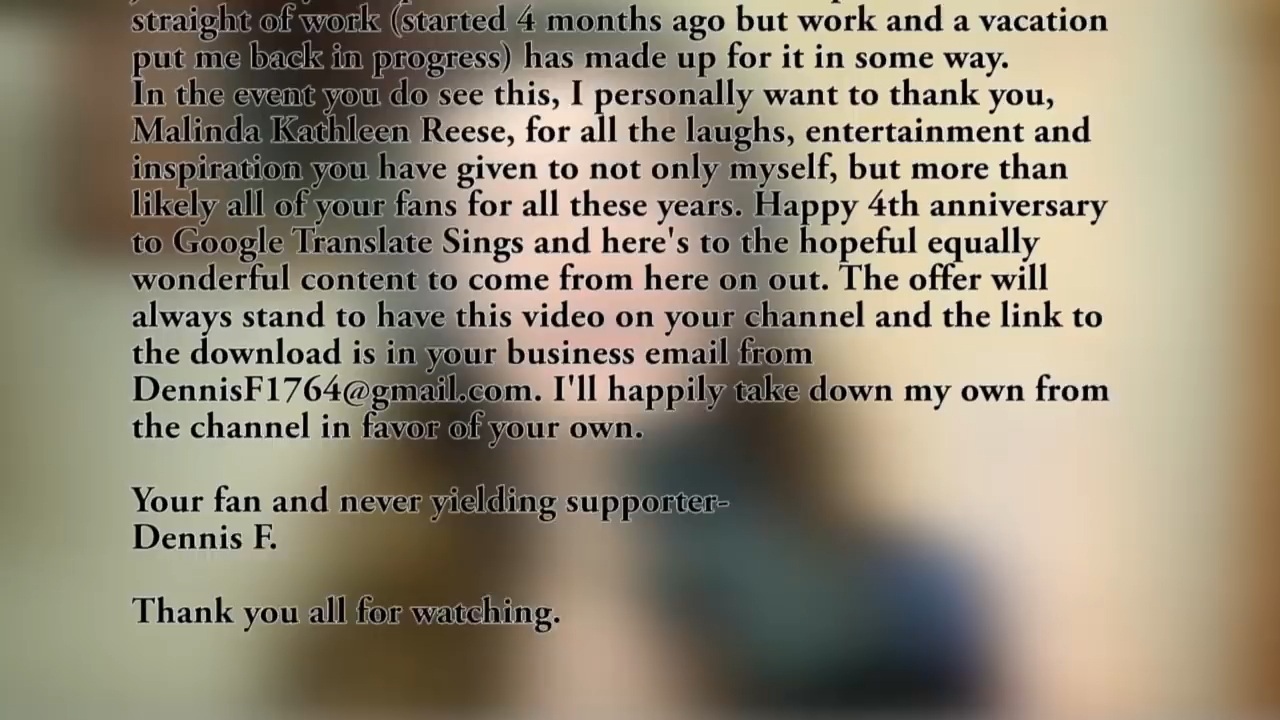 straight of work (started 4 months ago but work and a vacation
put me back in progress) has made up for it in some way.
In the event you do see this, I personally want to thank you,
Malinda Kathleen Reese, for all the laughs, entertainment and
inspiration you have given to not only myself, but more than
likely all of your fans for all these years. Happy 4th anniversary
to Google Translate Sings and here's to the hopeful equally
wonderful content to come from here on out. The offer will
always stand to have this video on your channel and the link to
the download is in your business email from
DennisF1764@gmail.com. I'll happily take down my own from
the channel in favor of your own.
Your fan and never yielding supporter-
Dennis F.
Thank you all for watching.